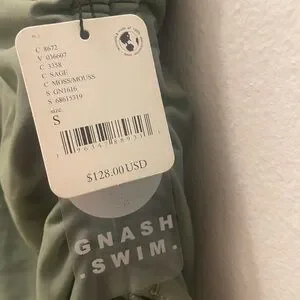 C 8672
V 036607
C 3358
C SAGE
C MOSS/MOUSS
S GN1616
S 68615519
SIZE:
S
$128.00 USD
GNASH
.SWIM.